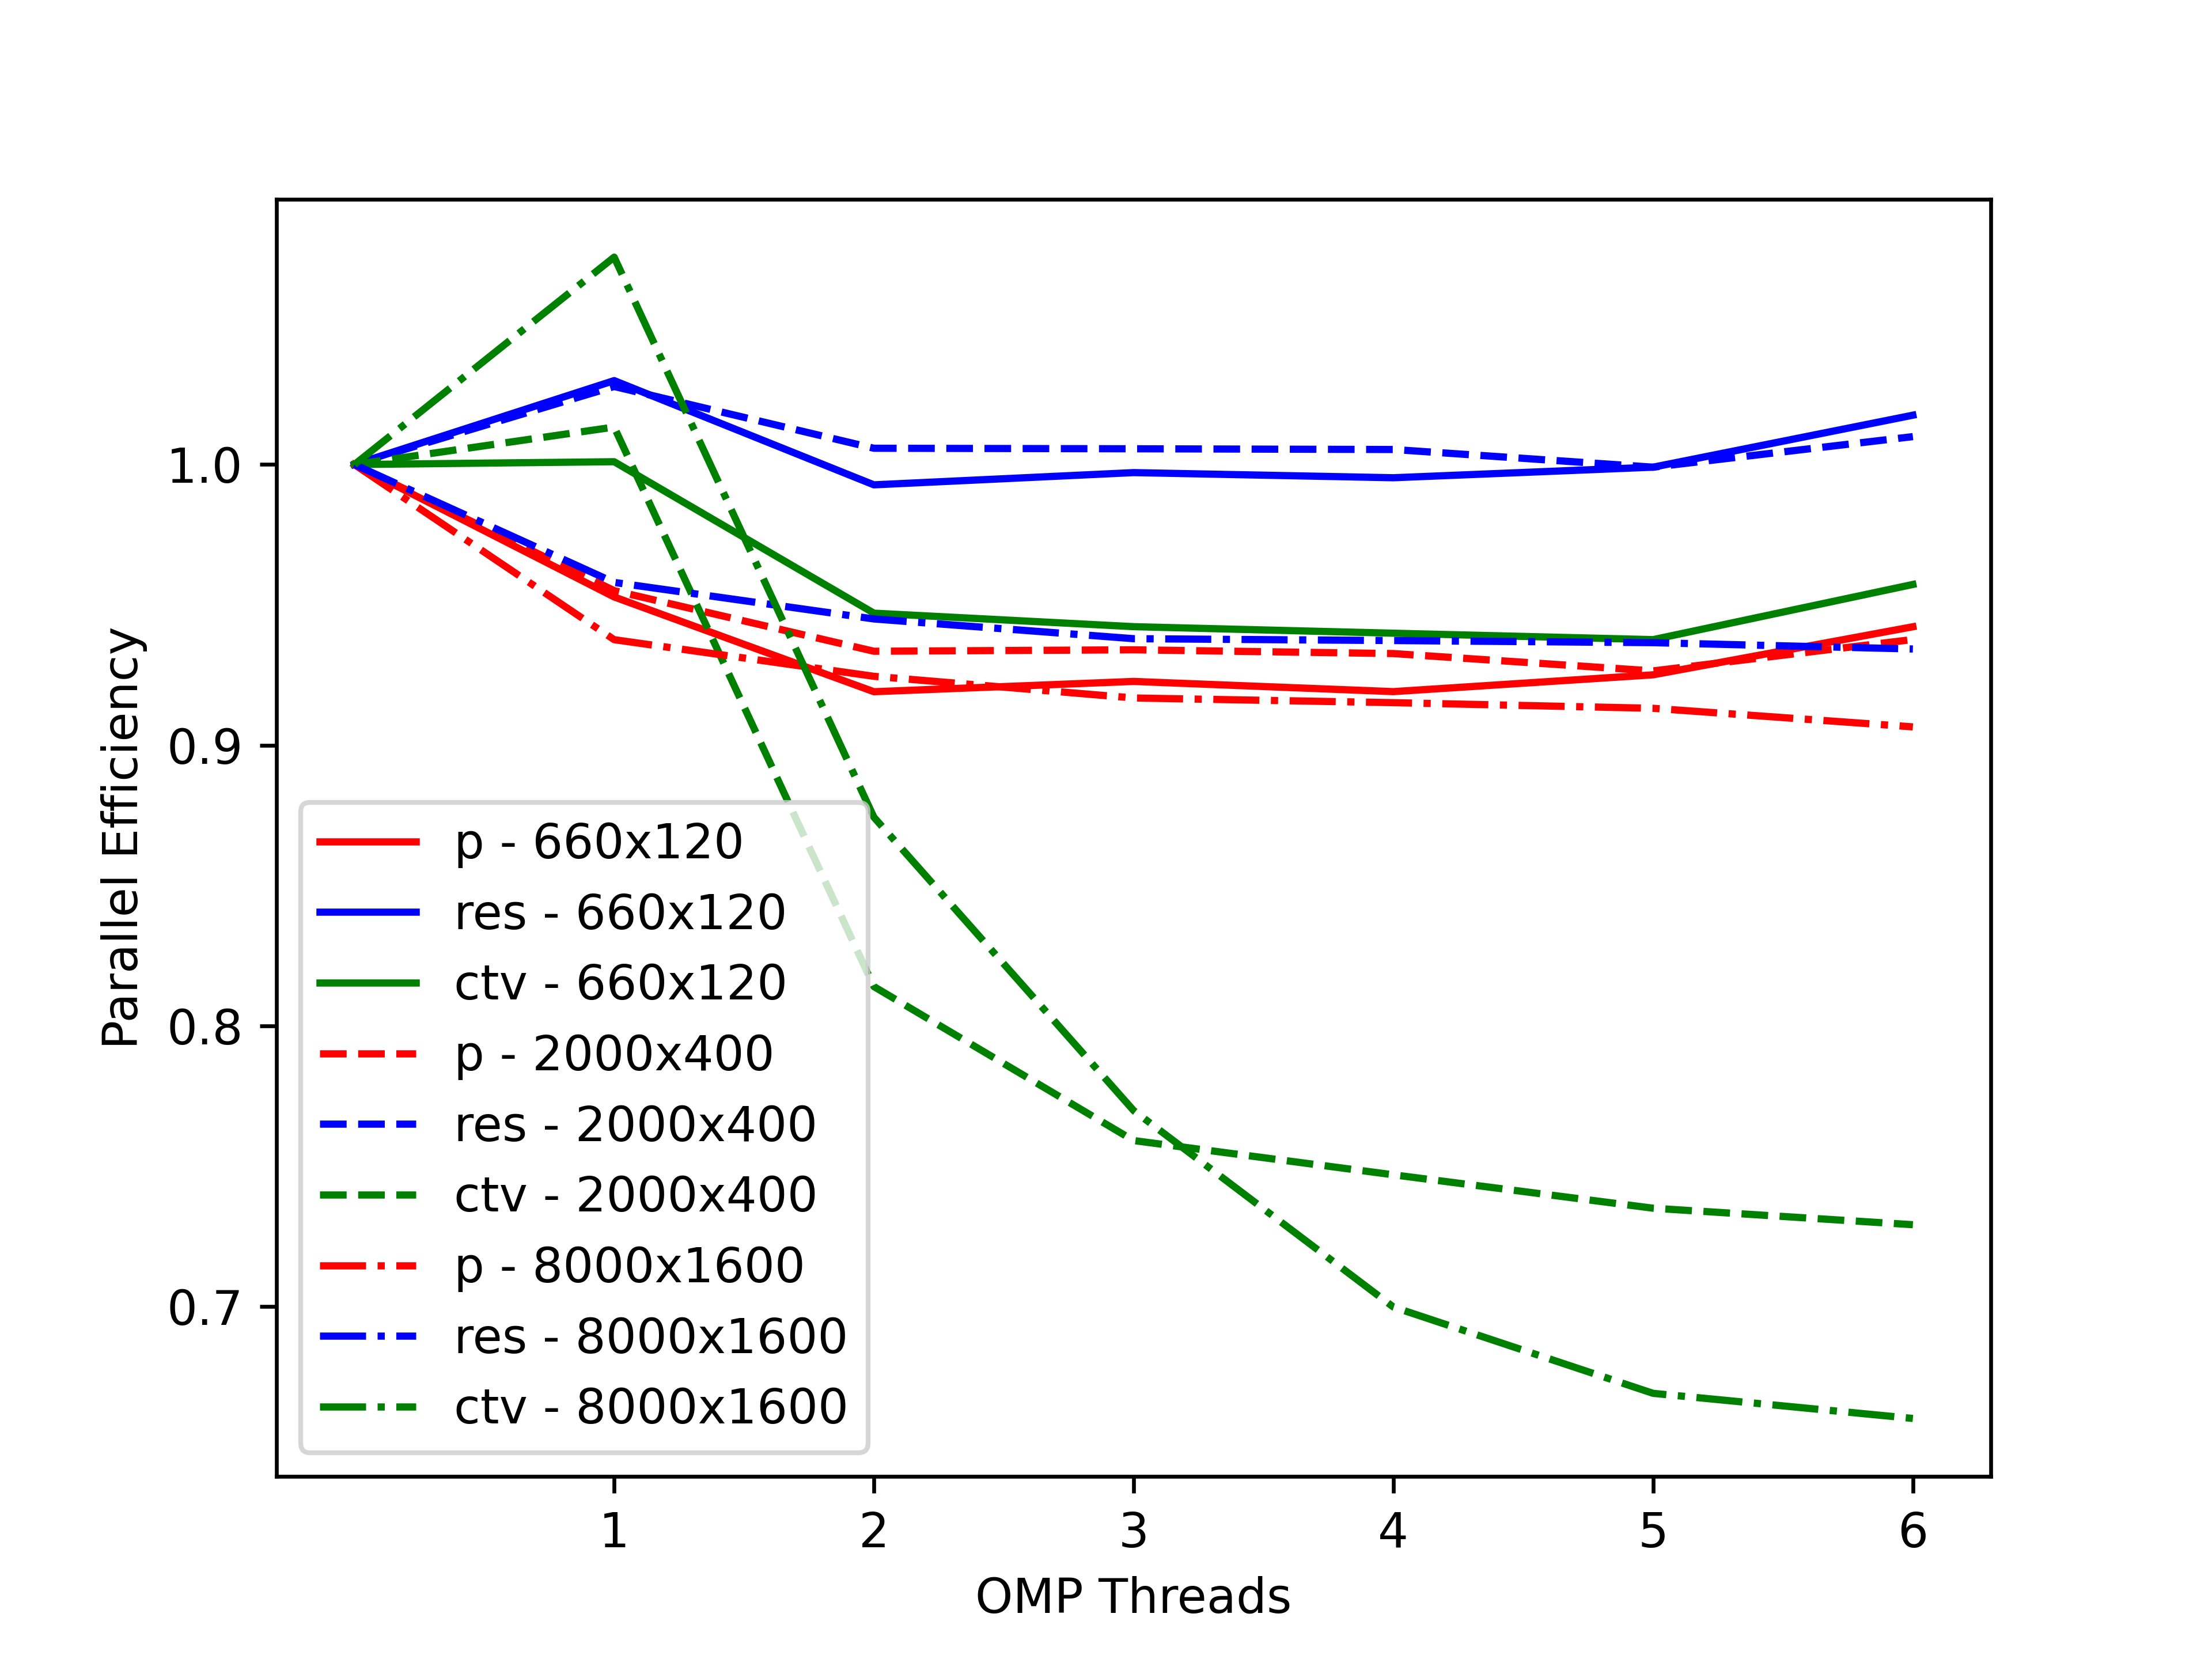 1.0
0.9
0.8
0.7
Parallel Efficiency
p - 660x120
res - 660x120
ctv - 660x120
p - 2000x400
res - 2000x400
ctv - 2000x400
p - 8000x1600
res - 8000x1600
ctv - 8000x1600
1 2 3 4 5 6
OMP Threads